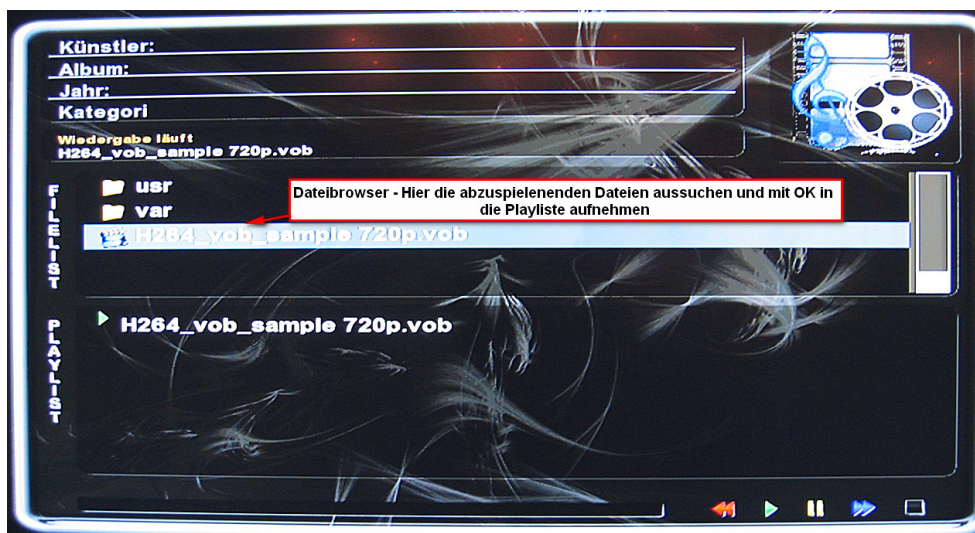 Künstler:
Album:
Jahr:
Kategori
Wiedergabe läuft
H264_vob_sample 720p.vob
FILELIST
usr
var
Dateibrowser - Hier die abzuspielenenden Dateien aussuchen und mit OK in
die Playliste aufnehmen
H264_vob_sample 720p.vob
PLAYLIST
H264_vob_sample 720p.vob